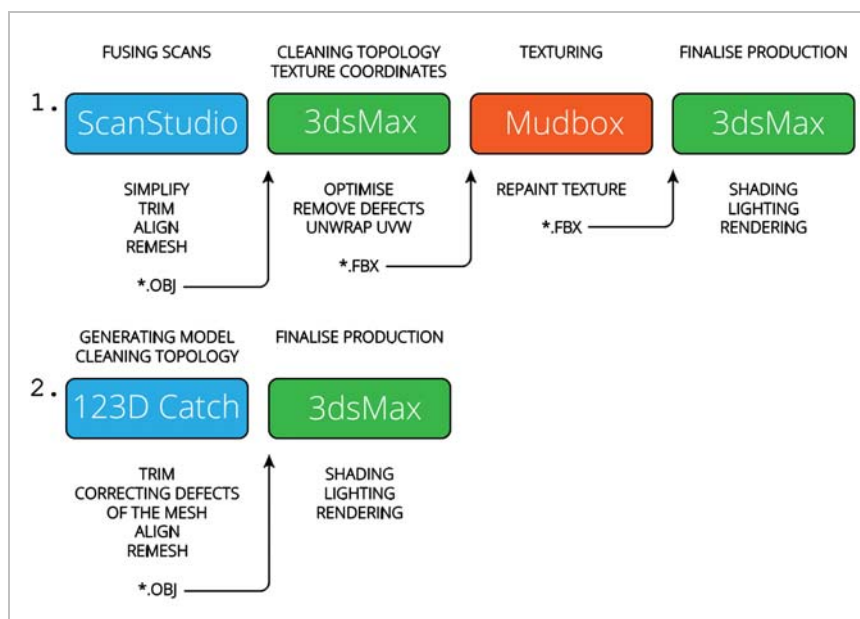 FUSING SCANS
CLEANING TOPOLOGY
TEXTURE COORDINATES
TEXTURING
FINALISE PRODUCTION
1.
ScanStudio
3dsMax
Mudbox
3dsMax
SIMPLIFY
TRIM
ALIGN
REMESH
*.OBJ
OPTIMISE
REMOVE DEFECTS
UNWRAP UVW
*.FBX
REPAINT TEXTURE
*.FBX
SHADING
LIGHTING
RENDERING
GENERATING MODEL
CLEANING TOPOLOGY
FINALISE PRODUCTION
2.
123D Catch
3dsMax
TRIM
CORRECTING DEFECTS
OF THE MESH
ALIGN
REMESH
*.OBJ
SHADING
LIGHTING
RENDERING